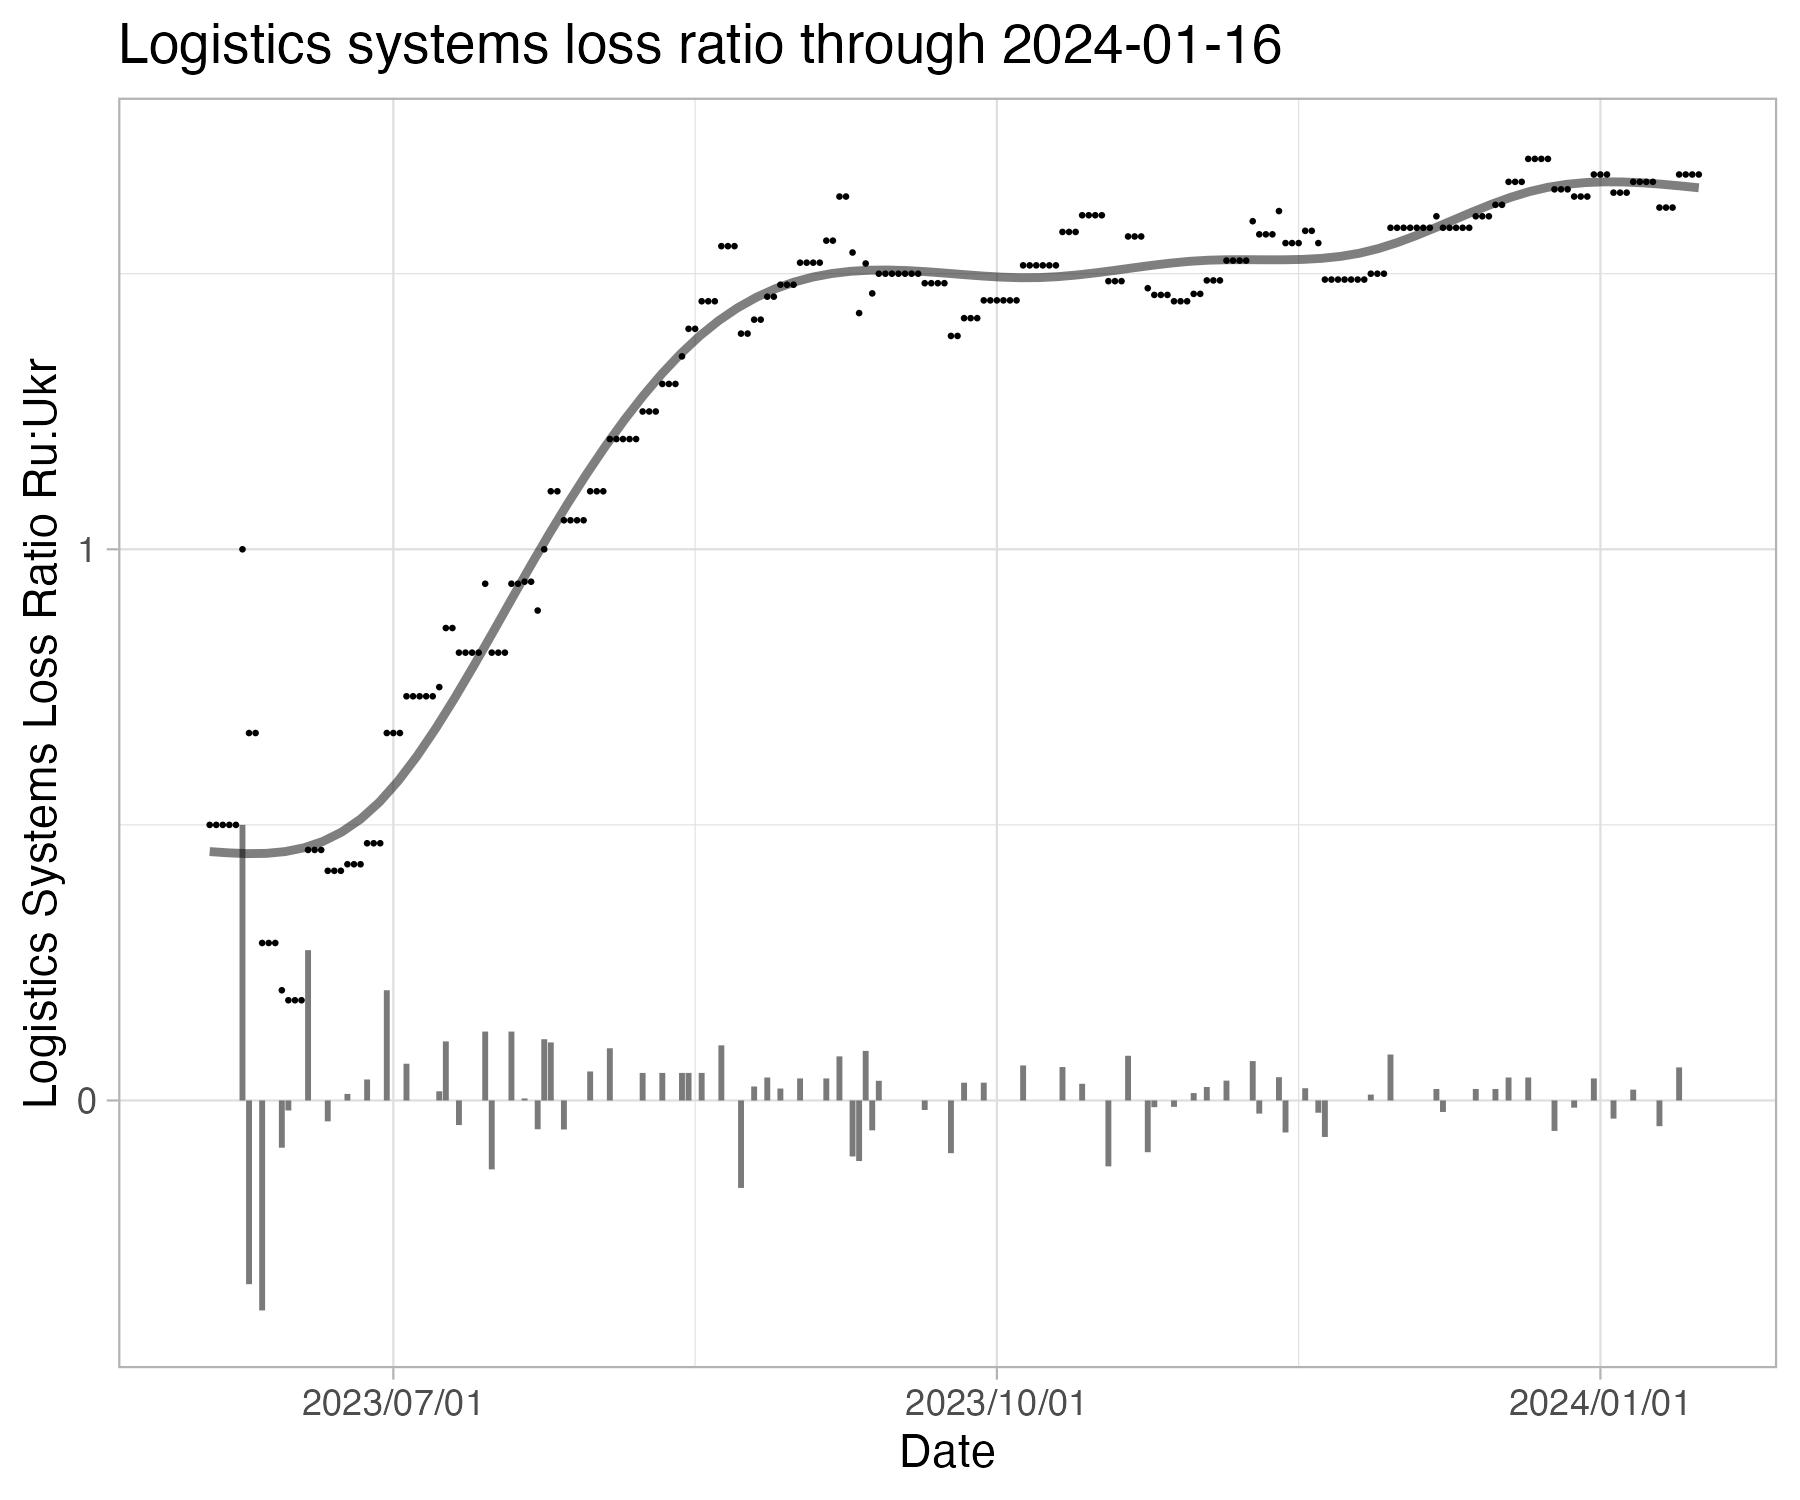 Logistics systems loss ratio through 2024-01-16
Logistics Systems Loss Ratio Ru:Ukr
1
0
2023/07/01
2023/10/01
2024/01/01
Date